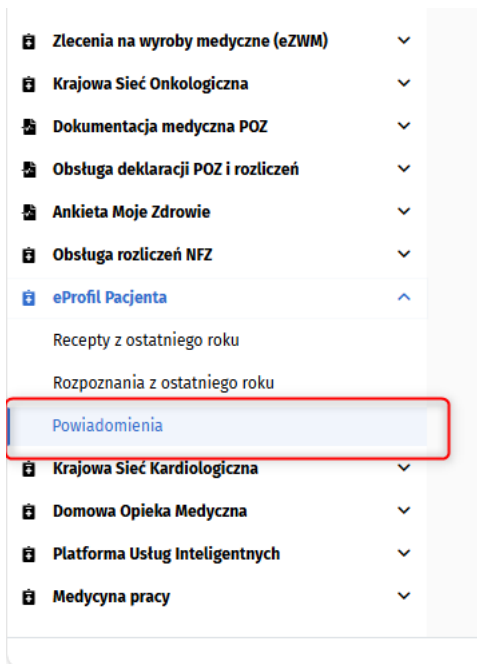 Zlecenia na wyroby medyczne (eZWM)
Krajowa Sieć Onkologiczna
Dokumentacja medyczna POZ
Obsługa deklaracji POZ i rozliczeń
Ankieta Moje Zdrowie
Obsługa rozliczeń NFZ
eProfil Pacjenta
Recepty z ostatniego roku
Rozpoznania z ostatniego roku
Powiadomienia
Krajowa Sieć Kardiologiczna
Domowa Opieka Medyczna
Platforma Usług Inteligentnych
Medycyna pracy